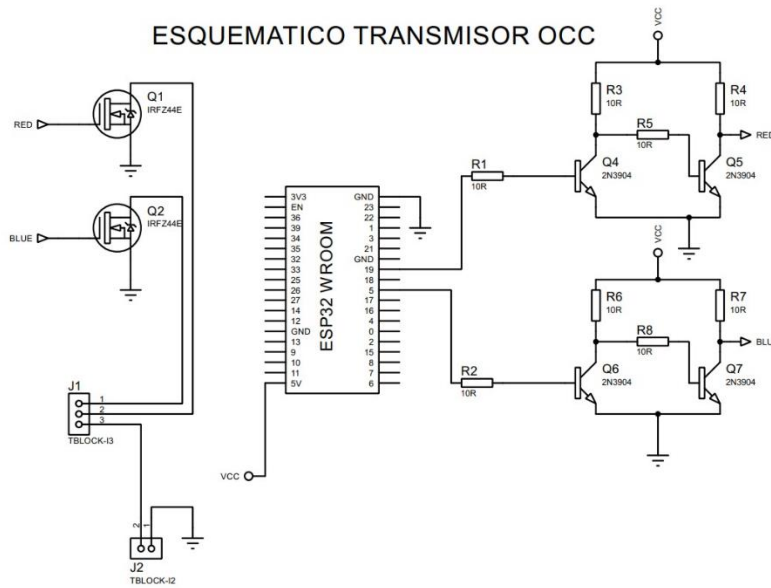 ESQUEMATICO TRANSMISOR OCC
Q1
IRFZ44E
RED
Q2
IRFZ44E
BLUE
J1
1
2
3
TBLOCK-I3
2
1
J2
TBLOCK-I2
VCC
ESP32 WROOM
3V3
EN
36
39
34
35
32
33
25
26
27
14
12
GND
13
9
10
11
5V
GND
23
22
1
3
21
GND
19
18
5
17
16
4
0
2
15
8
7
6
R1
10R
R2
10R
VCC
R3
10R
R4
10R
R5
10R
RED
Q4
2N3904
Q5
2N3904
VCC
R6
10R
R7
10R
R8
10R
BLU
Q6
2N3904
Q7
2N3904